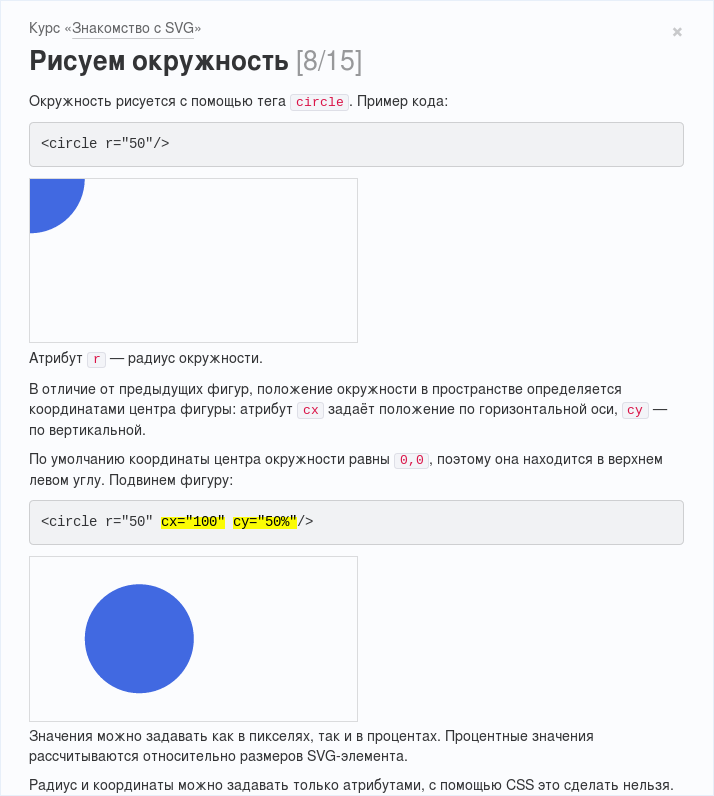 Курс «Знакомство с SVG»
Рисуем окружность [8/15]
Окружность рисуется с помощью тега circle. Пример кода:
<circle r="50"/>
Атрибут r — радиус окружности.
В отличие от предыдущих фигур, положение окружности в пространстве определяется
координатами центра фигуры: атрибут cx задаёт положение по горизонтальной оси, cy —
по вертикальной.
По умолчанию координаты центра окружности равны 0,0, поэтому она находится в верхнем
левом углу. Подвинем фигуру:
<circle r="50" cx="100" cy="50%"/>
Значения можно задавать как в пикселях, так и в процентах. Процентные значения
рассчитываются относительно размеров SVG-элемента.
Радиус и координаты можно задавать только атрибутами, с помощью CSS это сделать нельзя.